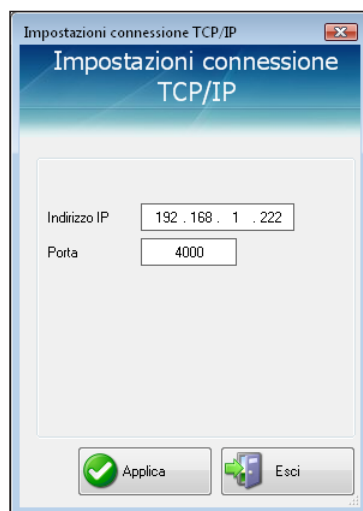 Impostazioni connessione TCP/IP
Impostazioni connessione
TCP/IP
Indirizzo IP 192 . 168 . 1 . 222
Porta 4000
Applica Esci